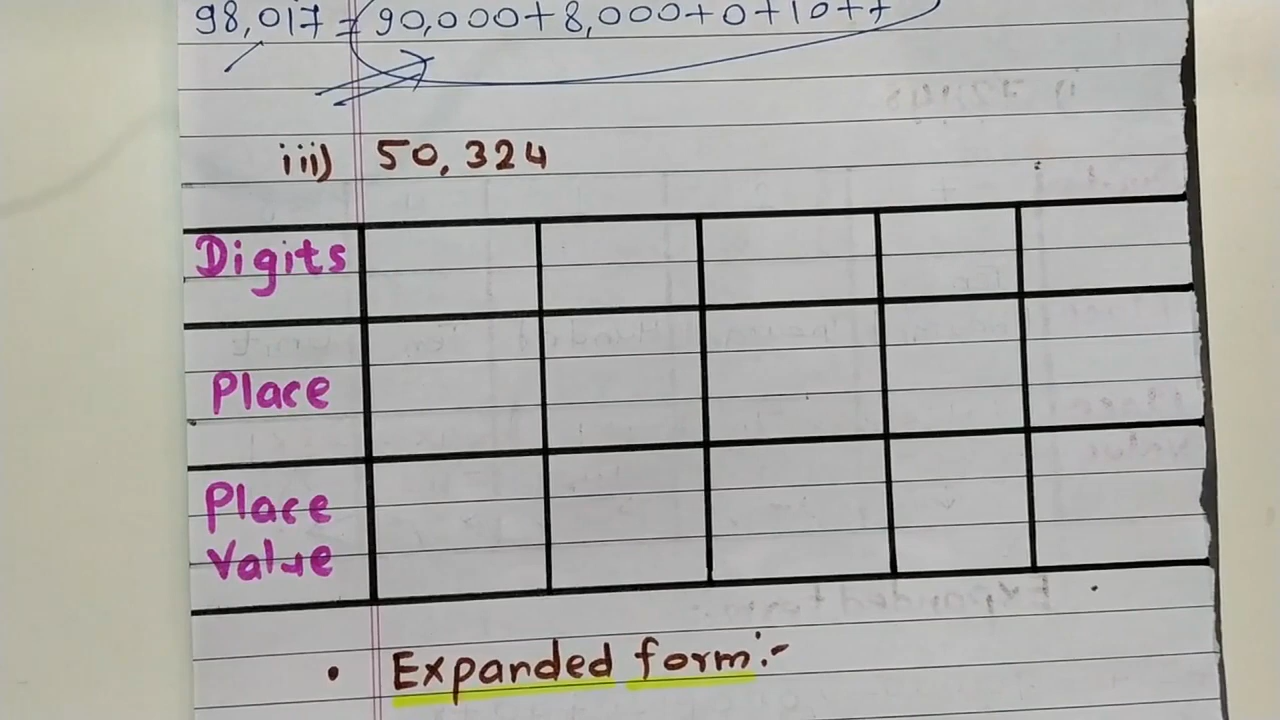 98,017 = 90,000+8,000+0+10+7
iii) 50,324
Digits
Place
Place
Value
• Expanded form:-